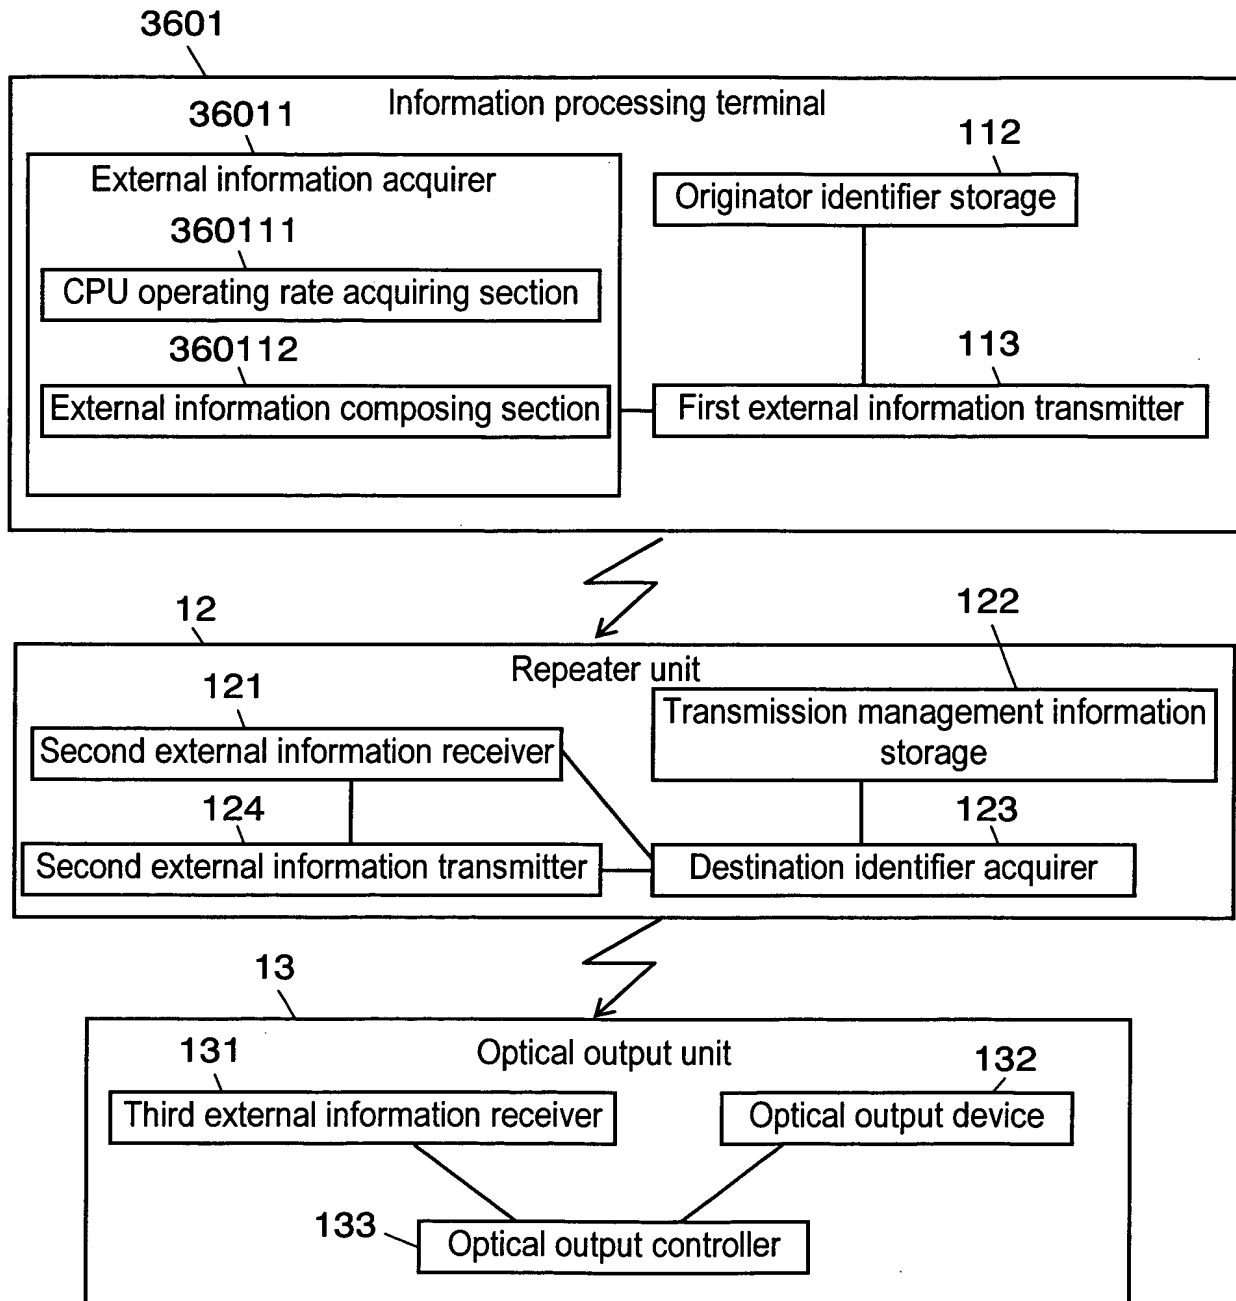 3601
Information processing terminal
36011
112
External information acquirer
Originator identifier storage
360111
CPU operating rate acquiring section
360112
113
External information composing section
First external information transmitter
12
122
Repeater unit
121
Transmission management information
storage
Second external information receiver
124
123
Second external information transmitter
Destination identifier acquirer
13
131
Optical output unit
132
Third external information receiver
Optical output device
133
Optical output controller